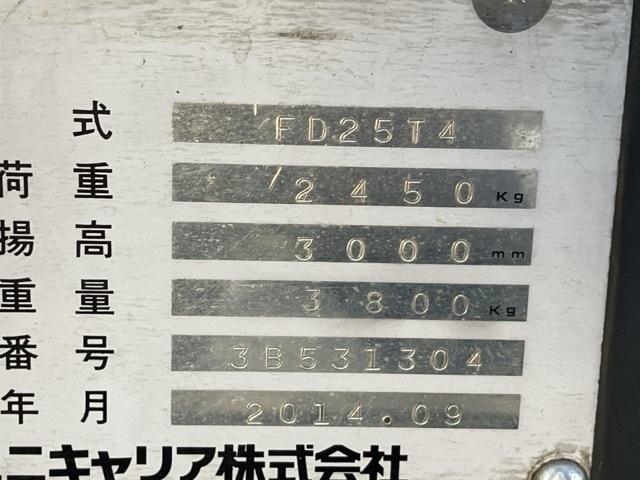 式 FD25T4
荷重 2450 Kg
揚高 3000 mm
重量 3800 Kg
番号 3B531304
年月 2014.09
ユニキャリア株式会社